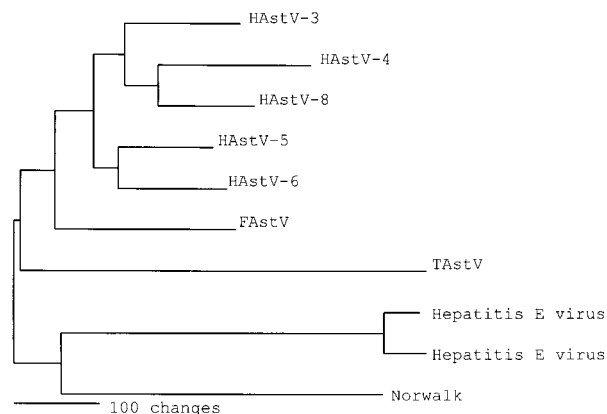 HAstV-3
HAstV-4
HAstV-8
HAstV-5
HAstV-6
FAstV
TAstV
Hepatitis E virus
Hepatitis E virus
Norwalk
100 changes